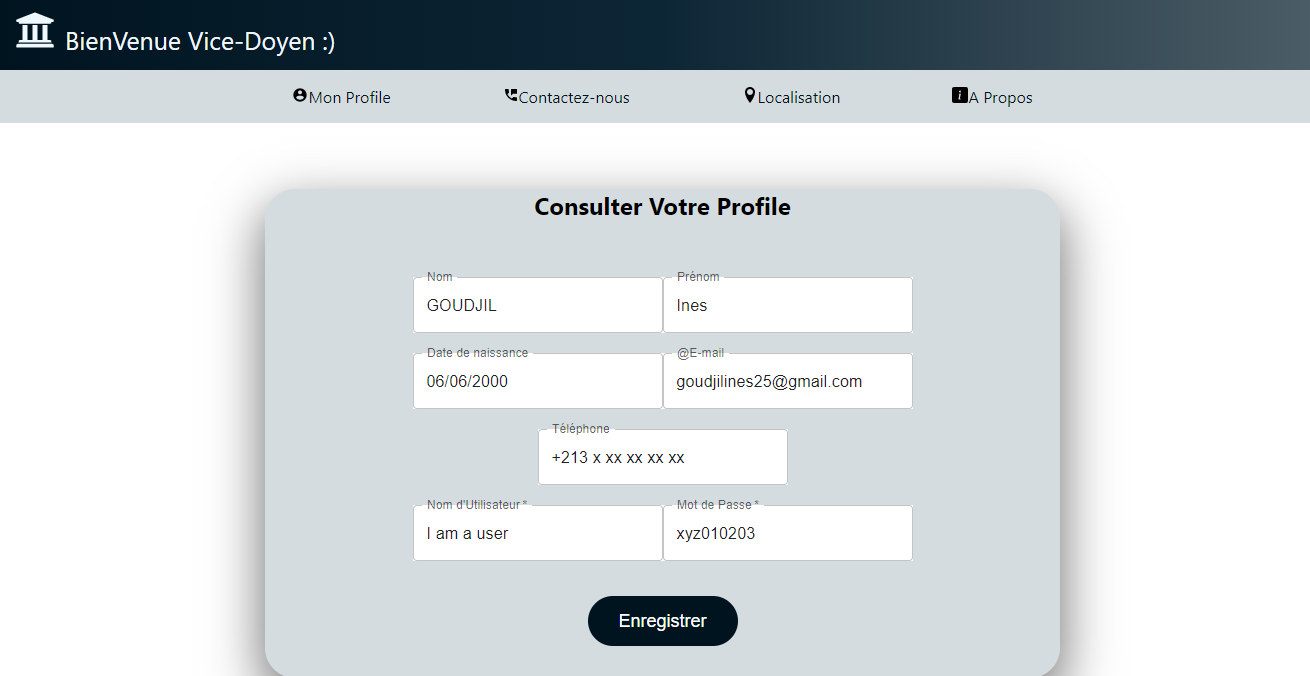 BienVenue Vice-Doyen :)
Mon Profile Contactez-nous Localisation A Propos
Consulter Votre Profile
Nom Prénom
GOUDJIL Ines
Date de naissance @E-mail
06/06/2000 goudjilines25@gmail.com
Téléphone
+213 x xx xx xx xx
Nom d'Utilisateur * Mot de Passe *
I am a user xyz010203
Enregistrer